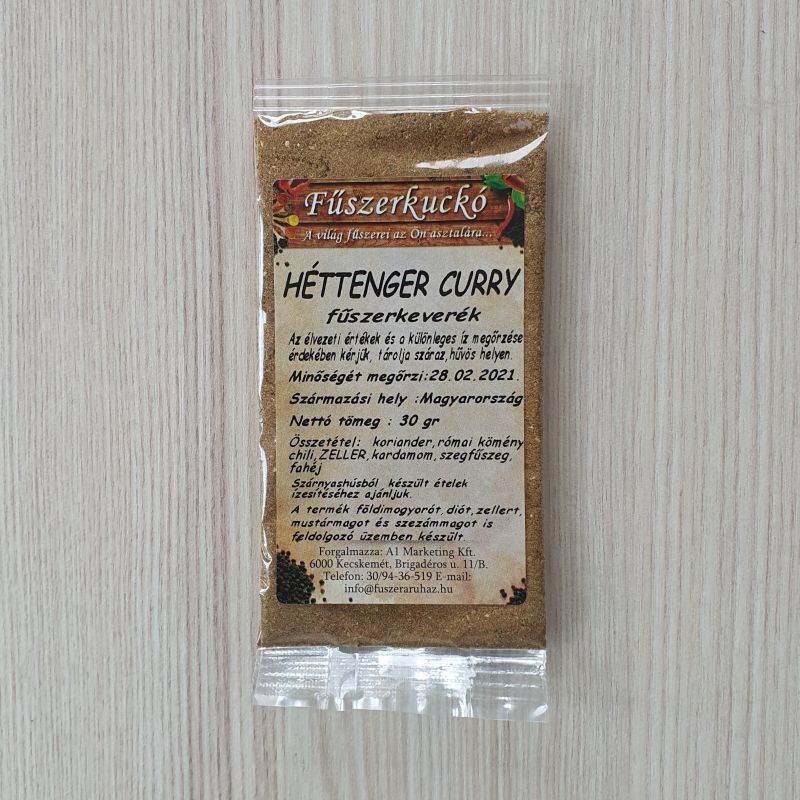 Fűszerkuckó
A világ fűszerei az Ön asztalára...
HÉTTENGER CURRY
fűszerkeverék
Az élvezeti értékek és a különleges íz megőrzése
érdekében kérjük, tárolja száraz,hűvös helyen.
Minőségét megőrzi:28.02.2021.
Származási hely :Magyarország
Nettó tömeg : 30 gr
Összetétel: koriander,római kömény
chili,ZELLER,kardamom,szegfűszeg,
fahéj
Szárnyashúsból készült ételek
ízesítéséhez ajánljuk.
A termék földimogyorót,diót,zellert,
mustármagot és szezámmagot is
feldolgozó üzemben készült.
Forgalmazza: A1 Marketing Kft.
6000 Kecskemét, Brigadéros u. 11/B.
Telefon: 30/94-36-519 E-mail:
info@fuszeraruhaz.hu